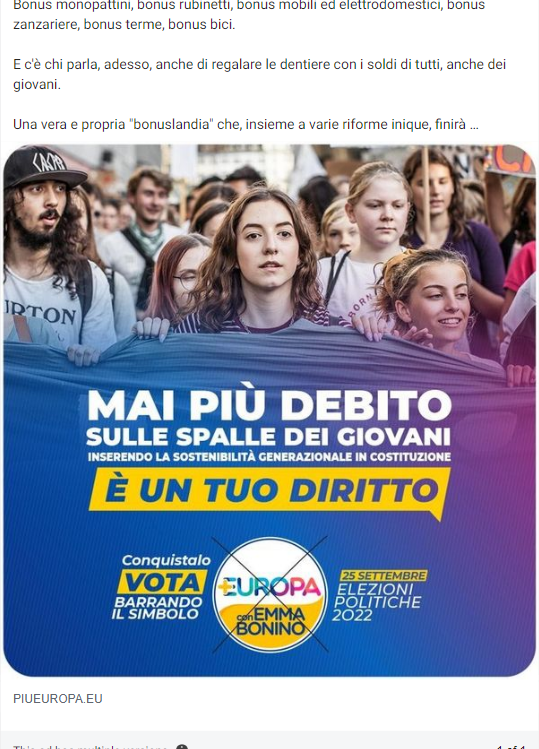 Bonus monopattini, bonus rubinetti, bonus mobili ed elettrodomestici, bonus
zanzariere, bonus terme, bonus bici.
E c'è chi parla, adesso, anche di regalare le dentiere con i soldi di tutti, anche dei
giovani.
Una vera e propria "bonuslandia" che, insieme a varie riforme inique, finirà ...
BURTON
MAI PIÙ DEBITO
SULLE SPALLE DEI GIOVANI
INSERENDO LA SOSTENIBILITÀ GENERAZIONALE IN COSTITUZIONE
È UN TUO DIRITTO
Conquistalo
VOTA
BARRANDO
IL SIMBOLO
+EUROPA
con EMMA
BONINO
25 SETTEMBRE
ELEZIONI
POLITICHE
2022
PIUEUROPA.EU
This ad has multiple versions
1 of 1